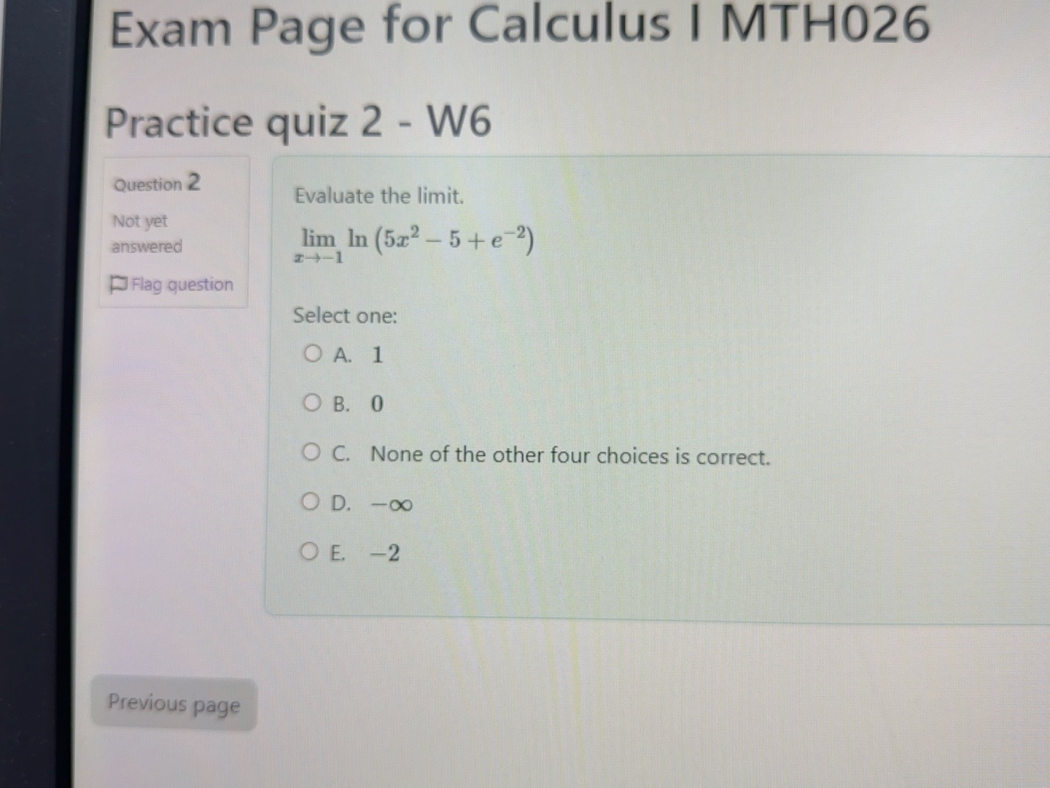 Exam Page for Calculus I MTH026
Practice quiz 2 - W6
Question 2
Not yet
answered
Flag question
Evaluate the limit.
lim x→−1 ln (5x² − 5 + e⁻²)
Select one:
A. 1
B. 0
C. None of the other four choices is correct.
D. −∞
E. −2
Previous page